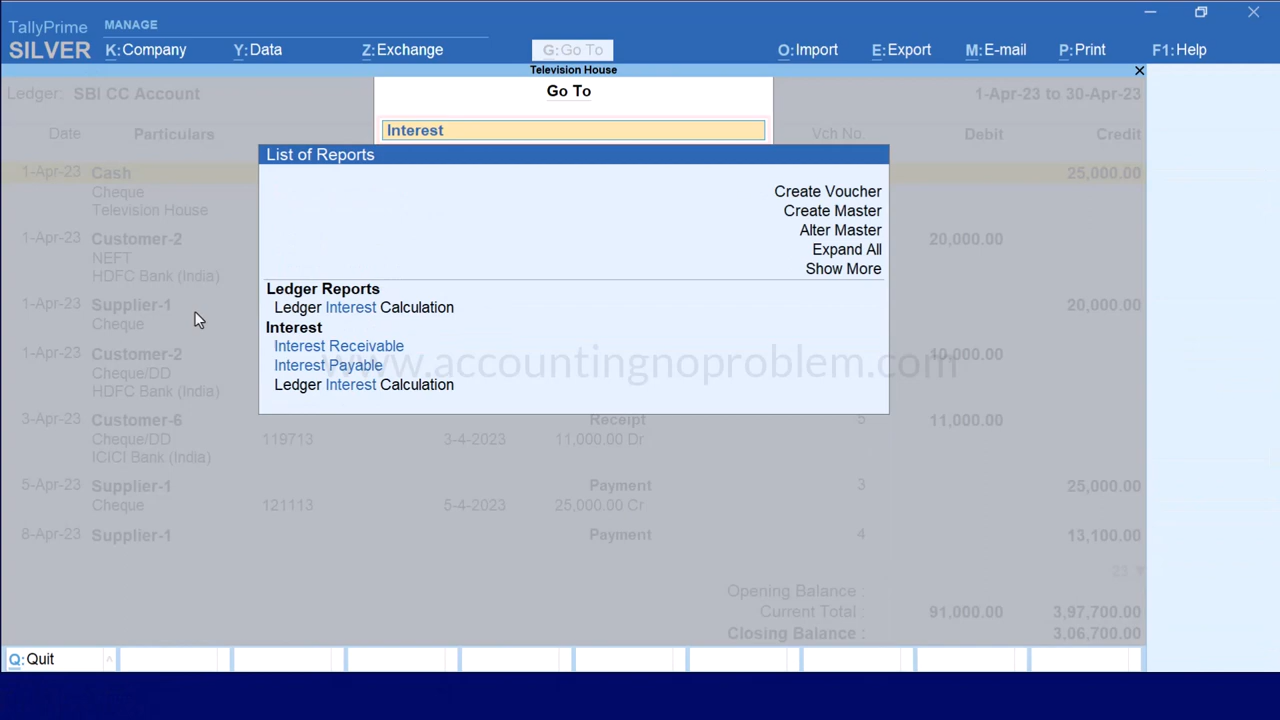 TallyPrime MANAGE
SILVER K:Company Y:Data Z:Exchange G:Go To O:Import E:Export M:E-mail P:Print F1:Help
Television House
Ledger: SBI CC Account 1-Apr-23 to 30-Apr-23
Go To
Date Particulars Vch No. Debit Credit
Interest
List of Reports
Create Voucher
Create Master
Alter Master
Expand All
Show More
Ledger Reports
Ledger Interest Calculation
Interest
Interest Receivable
Interest Payable
Ledger Interest Calculation
www.accountingnoproblem.com
1-Apr-23 Cash 25,000.00
Cheque
Television House
1-Apr-23 Customer-2 20,000.00
NEFT
HDFC Bank (India)
1-Apr-23 Supplier-1 20,000.00
Cheque
1-Apr-23 Customer-2 10,000.00
Cheque/DD
HDFC Bank (India)
3-Apr-23 Customer-6 Receipt 5 11,000.00
Cheque/DD 119713 3-4-2023 11,000.00 Dr
ICICI Bank (India)
5-Apr-23 Supplier-1 Payment 3 25,000.00
Cheque 121113 5-4-2023 25,000.00 Cr
8-Apr-23 Supplier-1 Payment 4 13,100.00
23 ▼
Opening Balance :
Current Total : 91,000.00 3,97,700.00
Closing Balance : 3,06,700.00
Q:Quit